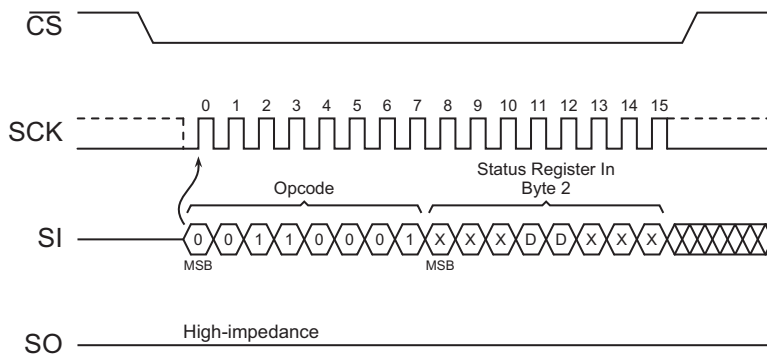 CS
0 1 2 3 4 5 6 7 8 9 10 11 12 13 14 15
SCK
Status Register In
Opcode Byte 2
SI 0 0 1 1 0 0 0 1 X X X D D X X X
MSB MSB
High-impedance
SO